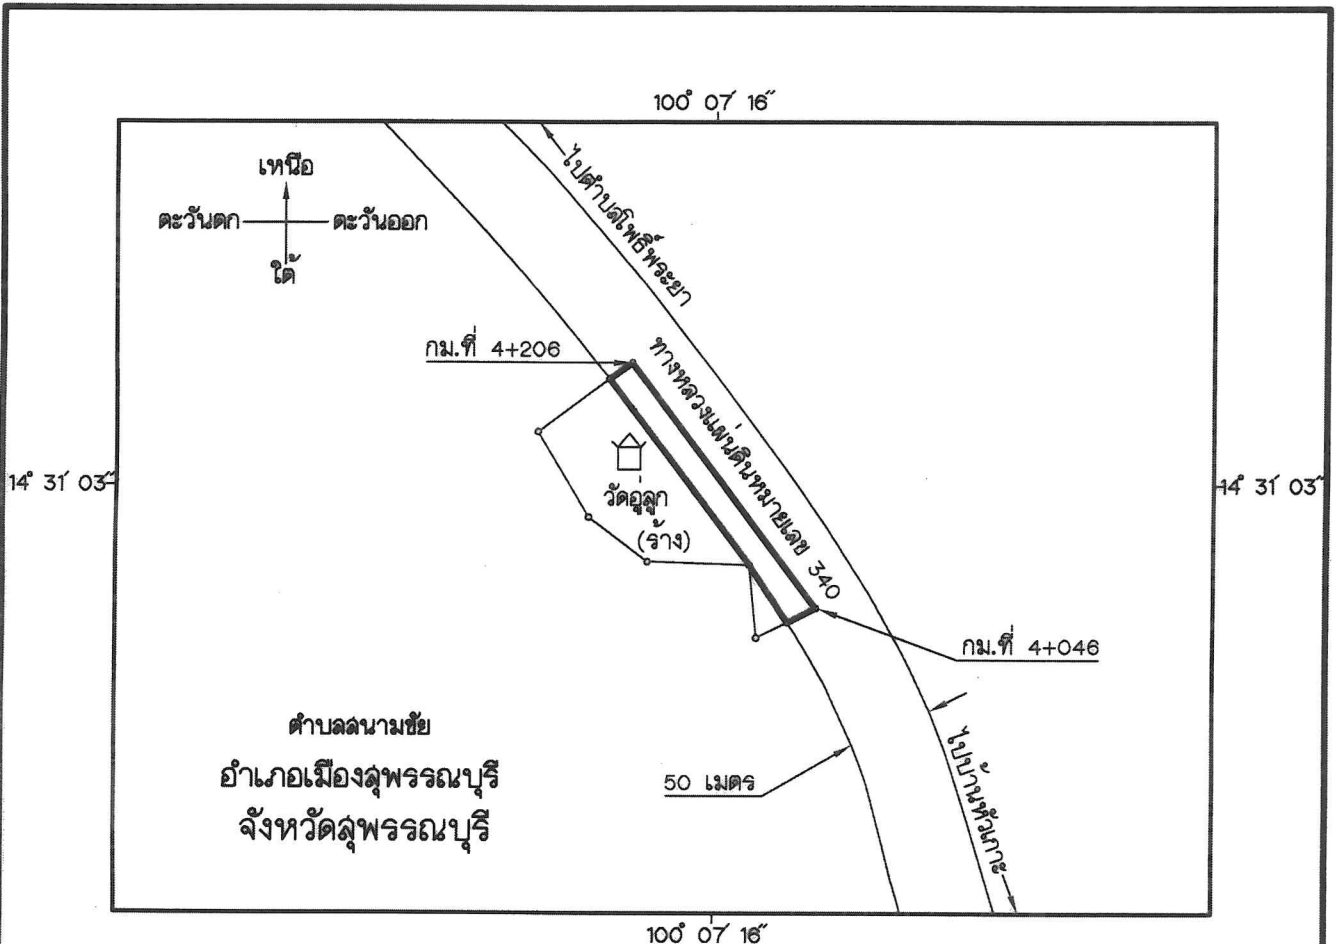 100° 07′ 16″
เหนือ
ตะวันตก
ตะวันออก
ใต้
ไปตำบลโพธิ์พระยา
กม.ที่ 4+206
ทางหลวงแผ่นดินหมายเลข 340
14° 31′ 03″
14° 31′ 03″
วัดอู่ลูก
(ร้าง)
กม.ที่ 4+046
ตำบลสนามชัย
อำเภอเมืองสุพรรณบุรี
จังหวัดสุพรรณบุรี
50 เมตร
ไปบ้านหัวเกาะ
100° 07′ 16″